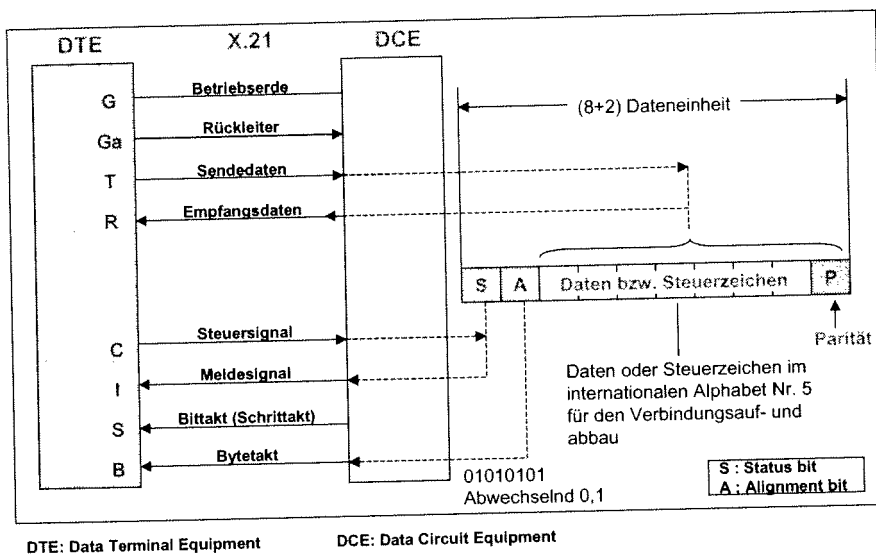 DTE X.21 DCE
G Betriebserde
(8+2) Dateneinheit
Ga Rückleiter
T Sendedaten
R Empfangsdaten
S A Daten bzw. Steuerzeichen P
Parität
C Steuersignal
I Meldesignal
S Bittakt (Schrittakt)
B Bytetakt
Daten oder Steuerzeichen im
internationalen Alphabet Nr. 5
für den Verbindungsauf- und
abbau
01010101
Abwechselnd 0,1
S : Status bit
A : Alignment bit
DTE: Data Terminal Equipment DCE: Data Circuit Equipment